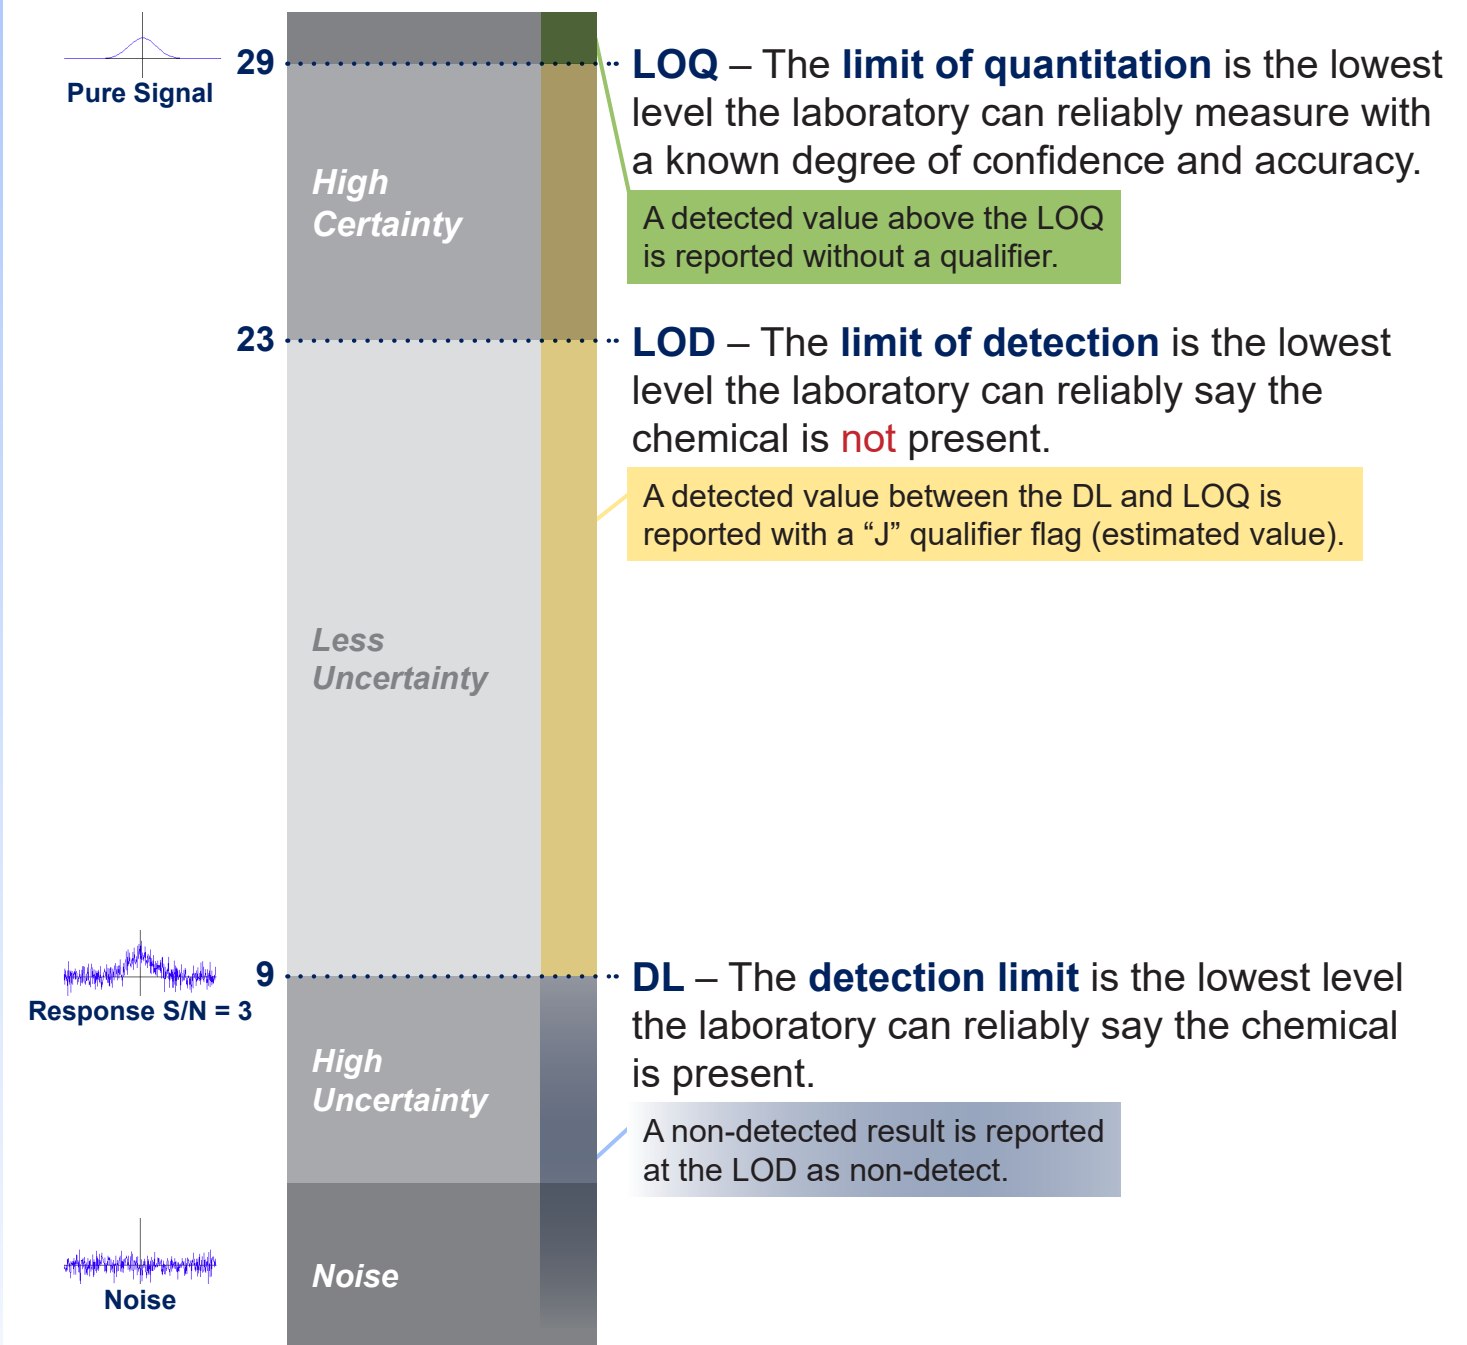 Pure Signal
29
LOQ – The limit of quantitation is the lowest
level the laboratory can reliably measure with
a known degree of confidence and accuracy.
High
Certainty
A detected value above the LOQ
is reported without a qualifier.
23
LOD – The limit of detection is the lowest
level the laboratory can reliably say the
chemical is not present.
A detected value between the DL and LOQ is
reported with a “J” qualifier flag (estimated value).
Less
Uncertainty
Response S/N = 3
9
DL – The detection limit is the lowest level
the laboratory can reliably say the chemical
is present.
High
Uncertainty
A non-detected result is reported
at the LOD as non-detect.
Noise
Noise